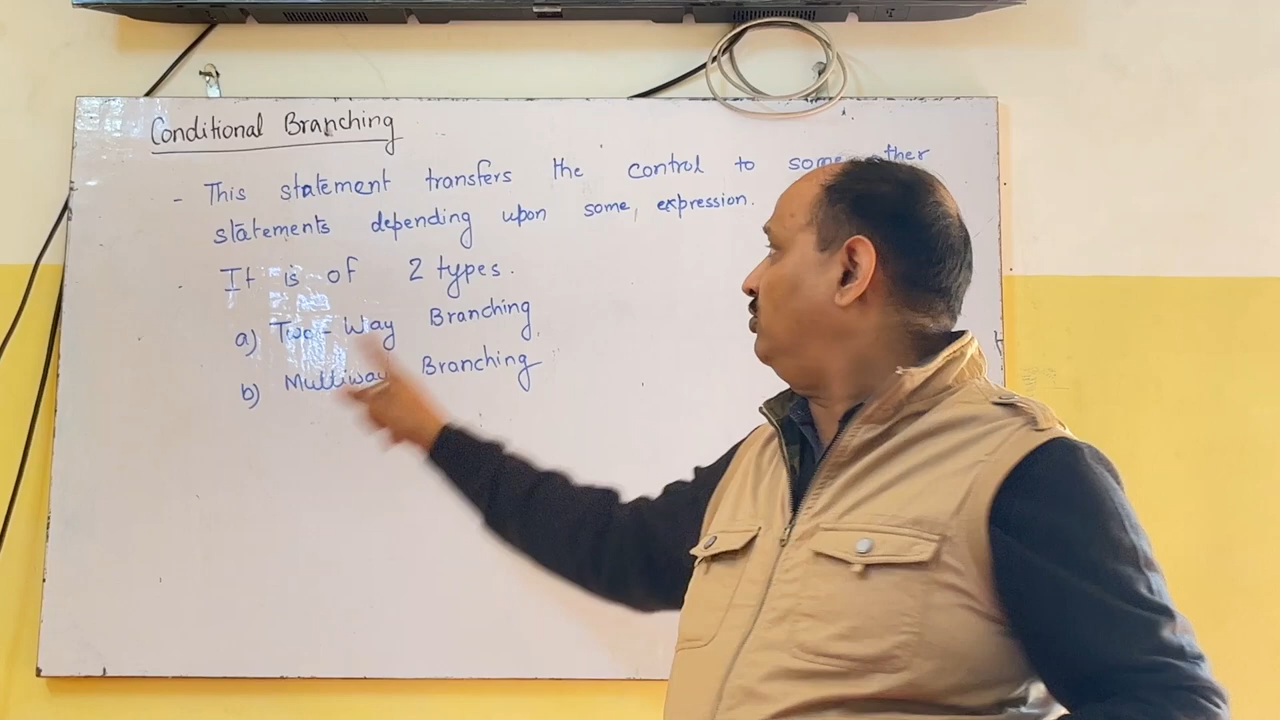 Conditional Branching
- This statement transfers the control to some other
statements depending upon some, expression.
It is of 2 types.
a) Two-Way Branching
b) Multiway Branching